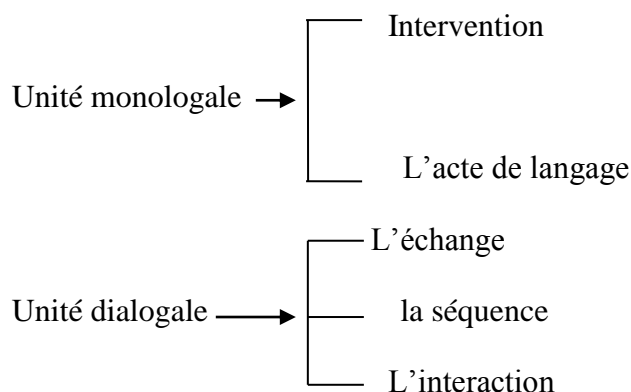 Intervention
Unité monologale
L’acte de langage
L’échange
Unité dialogale
la séquence
L’interaction